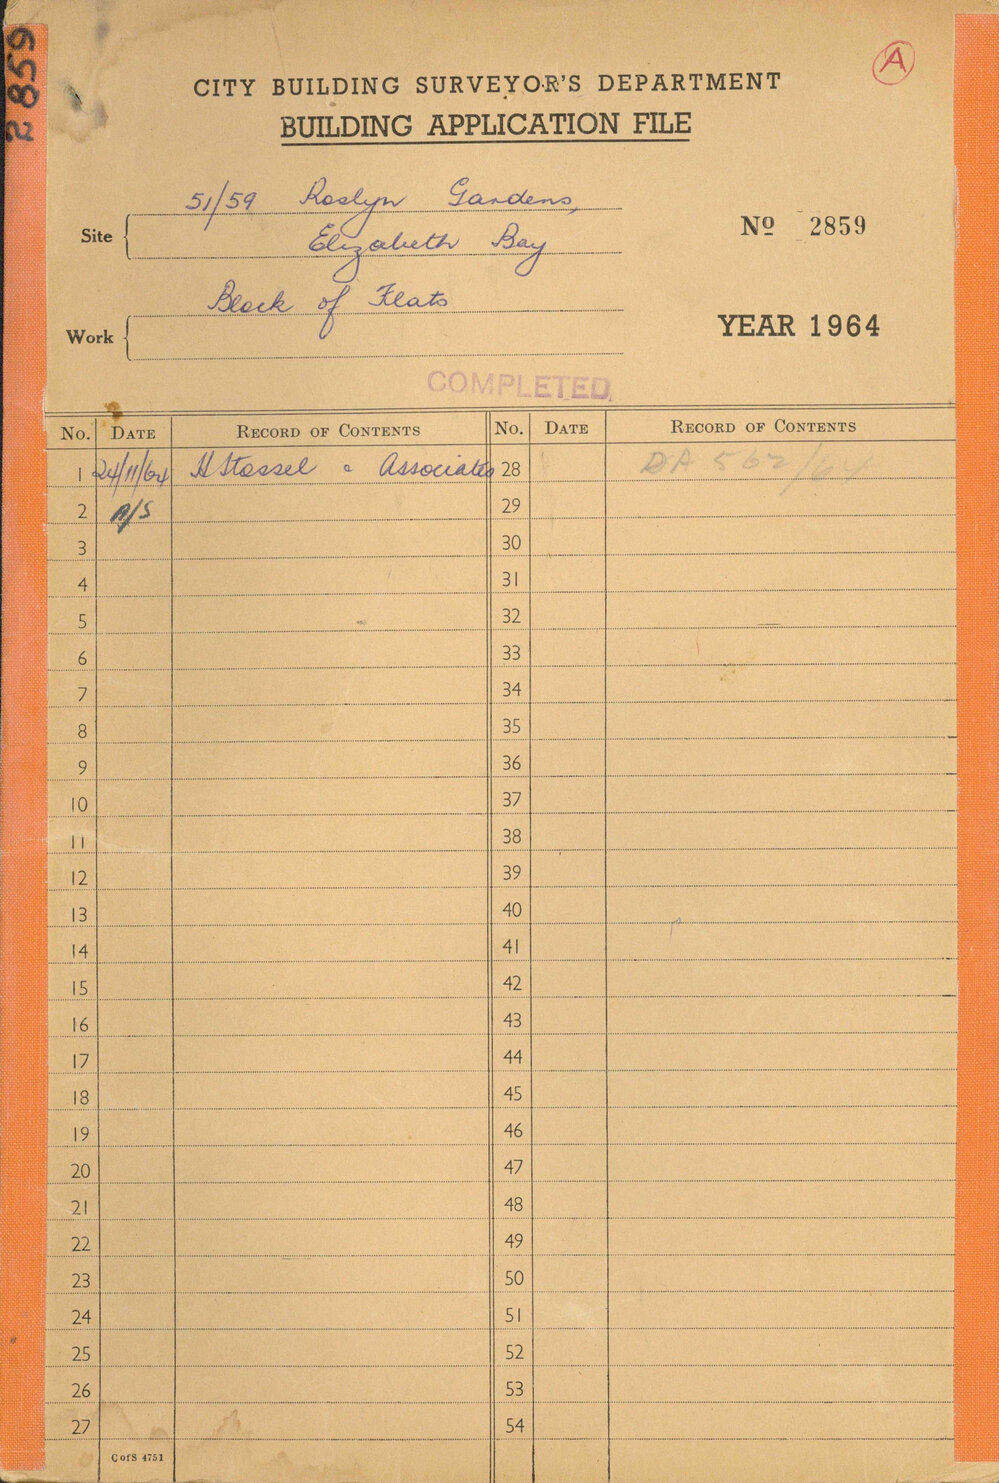 2859
A
CITY BUILDING SURVEYOR'S DEPARTMENT
BUILDING APPLICATION FILE
51/59 Roslyn Gardens,
Site
Elizabeth Bay
Nº 2859
Block of Flats
Work
YEAR 1964
COMPLETED
No. DATE RECORD OF CONTENTS No. DATE RECORD OF CONTENTS
1 24/11/64 H Stossel & Associates 28 DA 562/64
2 A/S 29
3 30
4 31
5 32
6 33
7 34
8 35
9 36
10 37
11 38
12 39
13 40
14 41
15 42
16 43
17 44
18 45
19 46
20 47
21 48
22 49
23 50
24 51
25 52
26 53
27 54
C of S 4751